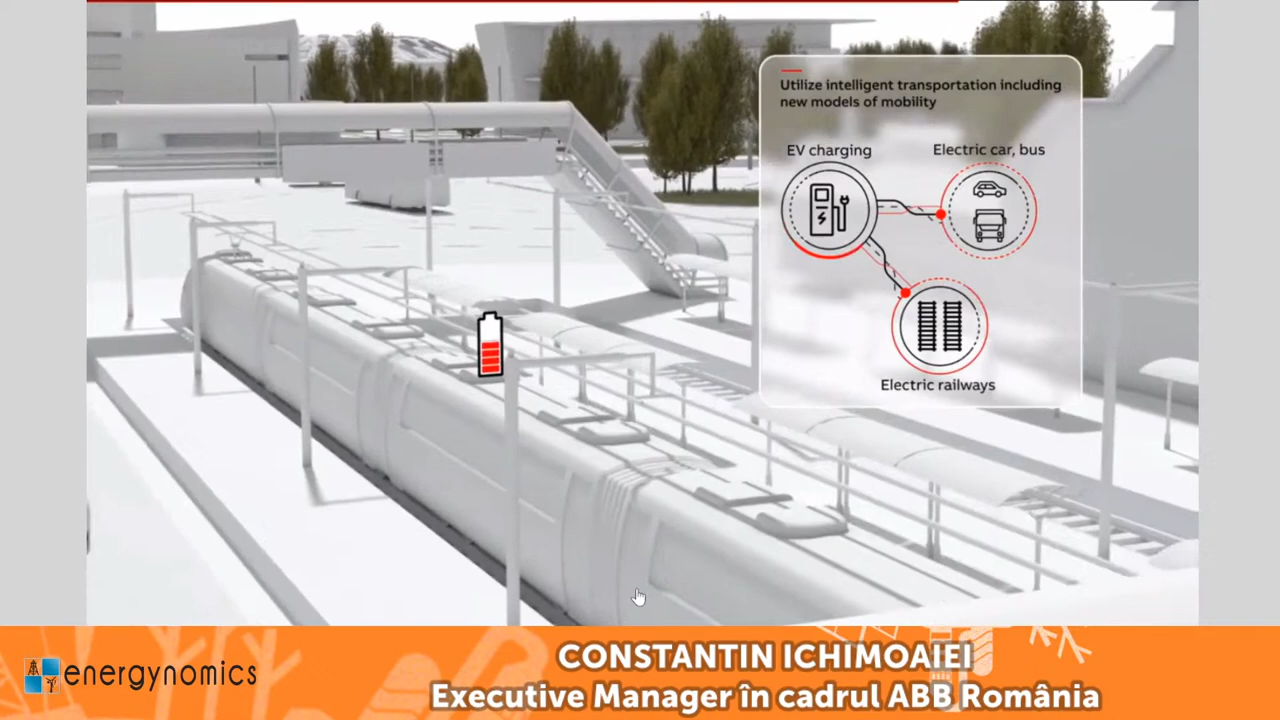 Utilize intelligent transportation including
new models of mobility
EV charging
Electric car, bus
Electric railways
energynomics
CONSTANTIN ICHIMOAIEI
Executive Manager în cadrul ABB România